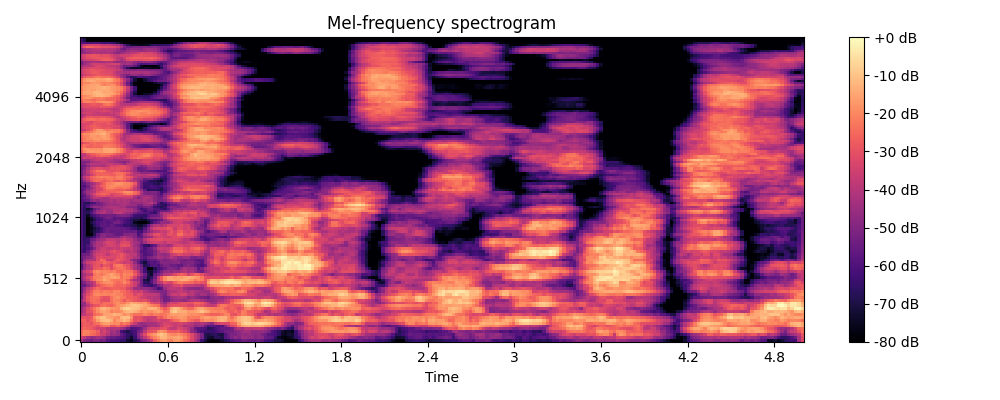 Mel-frequency spectrogram
+0 dB
-10 dB
-20 dB
-30 dB
-40 dB
-50 dB
-60 dB
-70 dB
-80 dB
4096
2048
1024
512
0
Hz
0 0.6 1.2 1.8 2.4 3 3.6 4.2 4.8
Time